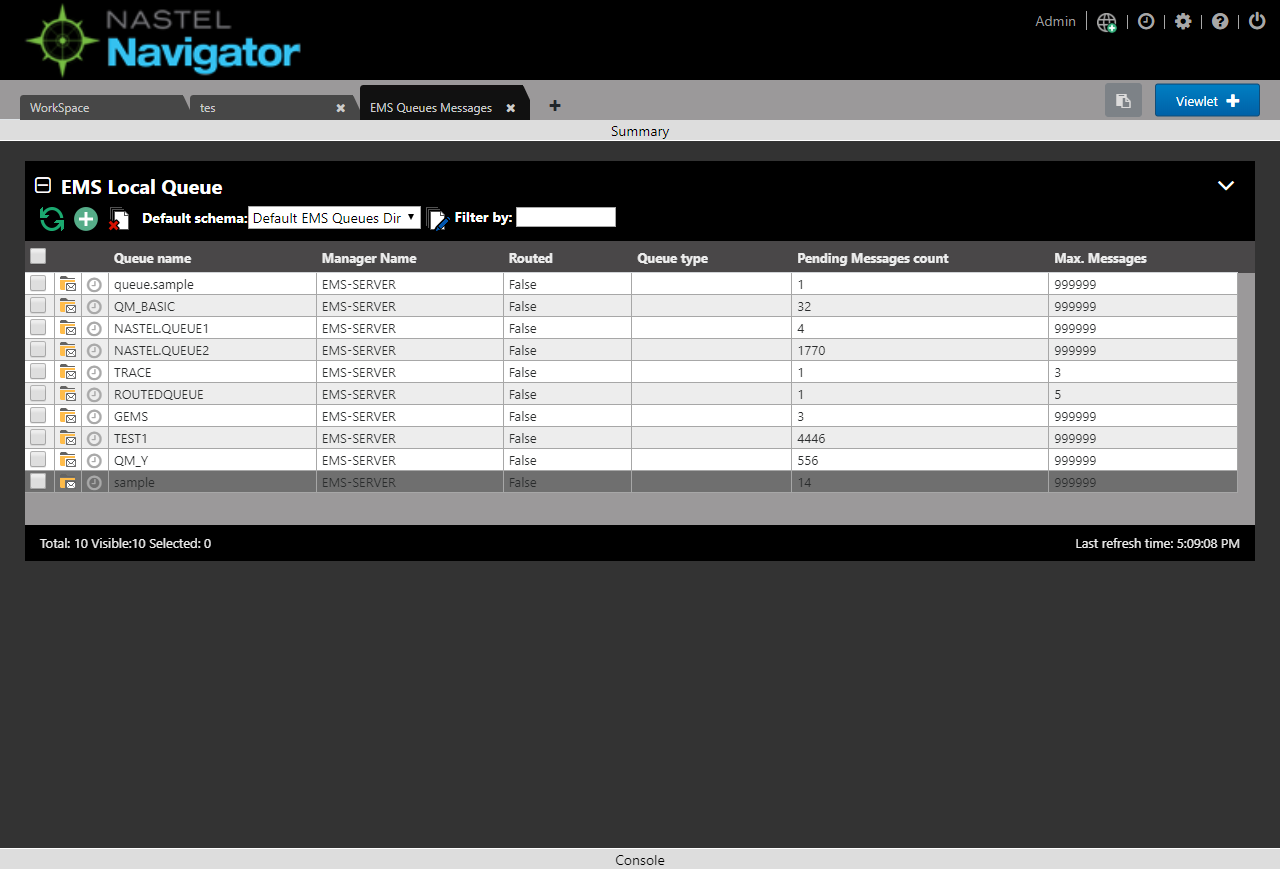 NASTEL
Navigator
Admin
WorkSpace tes EMS Queues Messages Viewlet
Summary
EMS Local Queue
Default schema: Default EMS Queues Dir Filter by:
Queue name Manager Name Routed Queue type Pending Messages count Max. Messages
queue.sample EMS-SERVER False 1 999999
QM_BASIC EMS-SERVER False 32 999999
NASTEL.QUEUE1 EMS-SERVER False 4 999999
NASTEL.QUEUE2 EMS-SERVER False 1770 999999
TRACE EMS-SERVER False 1 3
ROUTEDQUEUE EMS-SERVER False 1 5
GEMS EMS-SERVER False 3 999999
TEST1 EMS-SERVER False 4446 999999
QM_Y EMS-SERVER False 556 999999
sample EMS-SERVER False 14 999999
Total: 10 Visible:10 Selected: 0 Last refresh time: 5:09:08 PM
Console